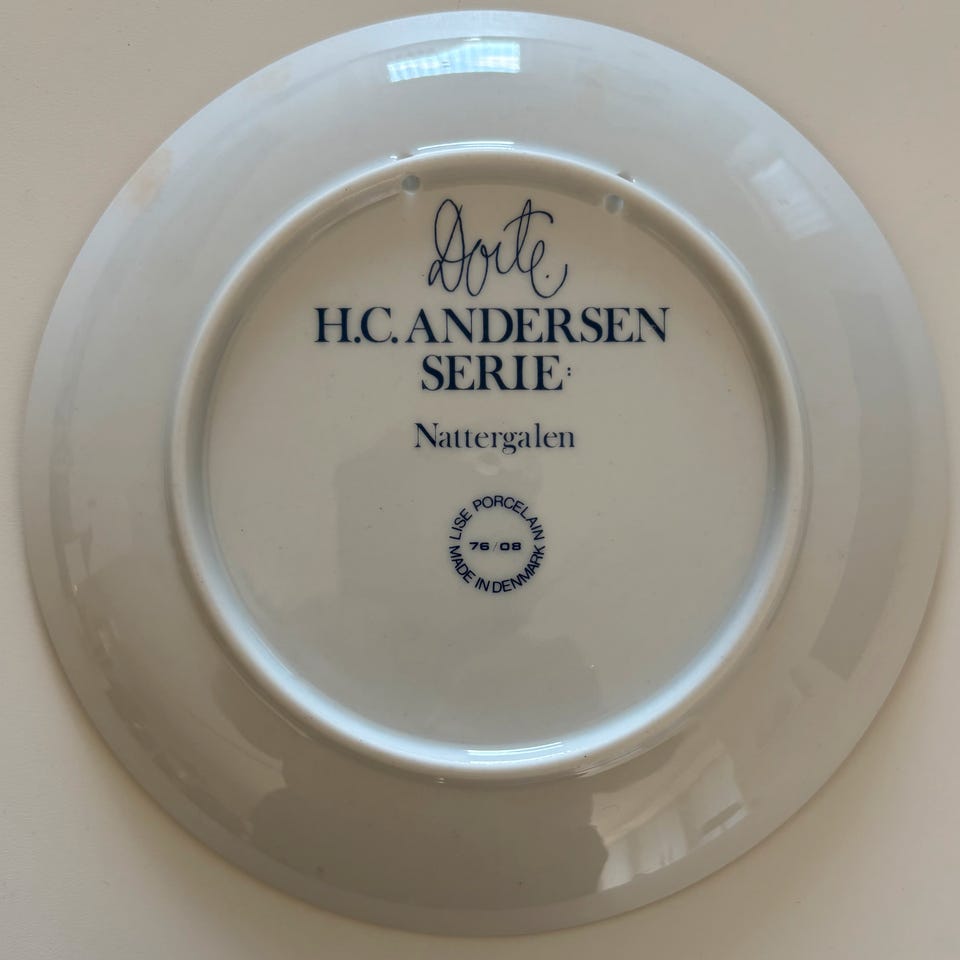 Dorte.
H.C. ANDERSEN
SERIE:
Nattergalen
LISE PORCELAIN
76/08
MADE IN DENMARK